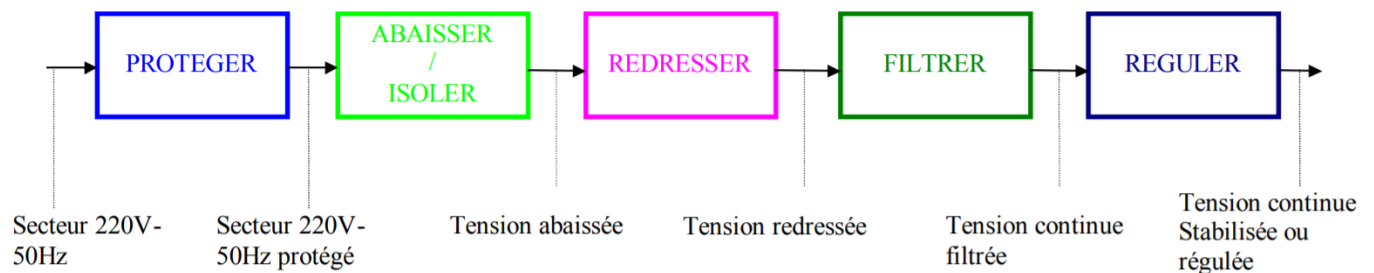 PROTEGER
ABAISSER
/
ISOLER
REDRESSER
FILTRER
REGULER
Secteur 220V-
50Hz
Secteur 220V-
50Hz protégé
Tension abaissée
Tension redressée
Tension continue
filtrée
Tension continue
Stabilisée ou
régulée